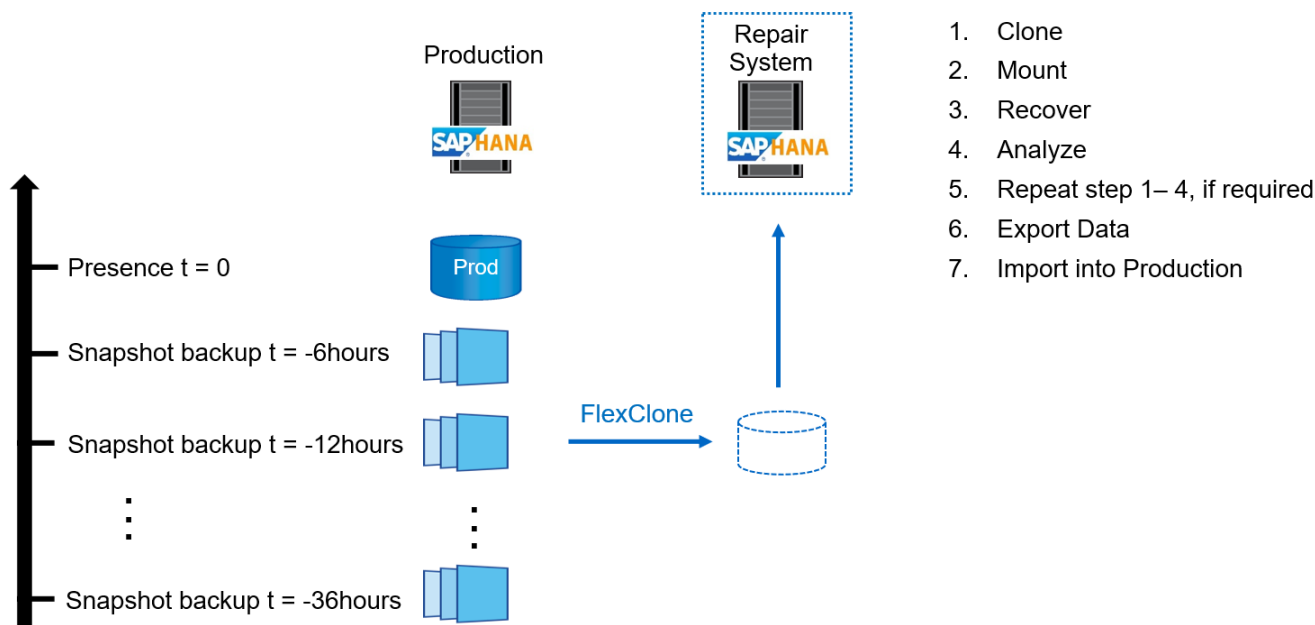 Production
SAP HANA
Repair
System
SAP HANA
1. Clone
2. Mount
3. Recover
4. Analyze
5. Repeat step 1– 4, if required
6. Export Data
7. Import into Production
Presence t = 0
Prod
Snapshot backup t = -6hours
Snapshot backup t = -12hours
FlexClone
Snapshot backup t = -36hours